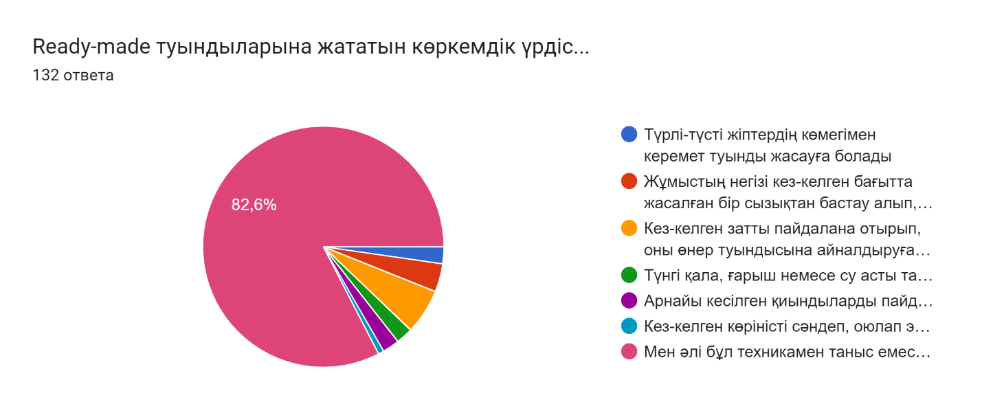 Ready-made туындыларына жататын көркемдік үрдіс...
132 ответа
82,6%
Түрлі-түсті жіптердің көмегімен
керемет туынды жасауға болады
Жұмыстың негізі кез-келген бағытта
жасалған бір сызықтан бастау алып,…
Кез-келген затты пайдалана отырып,
оны өнер туындысына айналдыруға…
Түнгі қала, ғарыш немесе су асты та…
Арнайы кесілген қиындыларды пайд…
Кез-келген көріністі сәндеп, оюлап э…
Мен әлі бұл техникамен таныс емес…